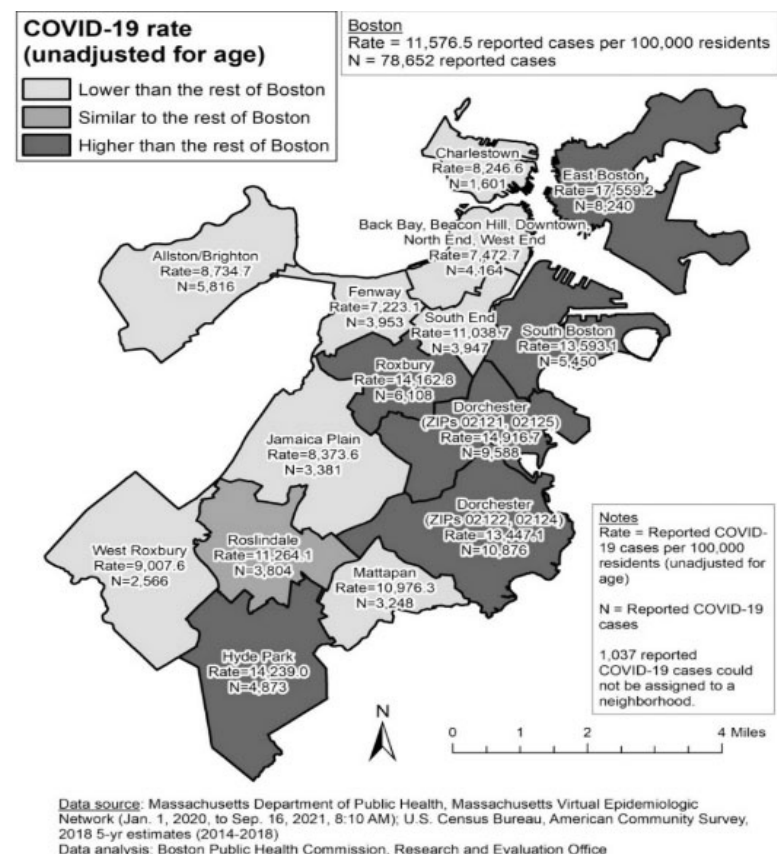 COVID-19 rate
(unadjusted for age)
Lower than the rest of Boston
Similar to the rest of Boston
Higher than the rest of Boston
Boston
Rate = 11,576.5 reported cases per 100,000 residents
N = 78,652 reported cases
Charlestown
Rate=8,246.6
N=1,601
East Boston
Rate=17,559.2
N=8,240
Back Bay, Beacon Hill, Downtown,
North End, West End
Rate=7,472.7
N=4,164
Allston/Brighton
Rate=8,734.7
N=5,816
Fenway
Rate=7,223.1
N=3,953
South End
Rate=11,038.7
N=3,947
South Boston
Rate=13,593.1
N=5,450
Roxbury
Rate=14,162.8
N=6,108
Dorchester
(ZIPs 02121, 02125)
Rate=14,916.7
N=9,588
Jamaica Plain
Rate=8,373.6
N=3,381
Dorchester
(ZIPs 02122, 02124)
Rate=13,447.1
N=10,876
West Roxbury
Rate=9,007.6
N=2,566
Roslindale
Rate=11,264.1
N=3,804
Mattapan
Rate=10,976.3
N=3,248
Hyde Park
Rate=14,239.0
N=4,873
Notes
Rate = Reported COVID-
19 cases per 100,000
residents (unadjusted for
age)
N = Reported COVID-19
cases
1,037 reported
COVID-19 cases could
not be assigned to a
neighborhood.
N
0 1 2 4 Miles
Data source: Massachusetts Department of Public Health, Massachusetts Virtual Epidemiologic
Network (Jan. 1, 2020, to Sep. 16, 2021, 8:10 AM); U.S. Census Bureau, American Community Survey,
2018 5-yr estimates (2014-2018)
Data analysis: Boston Public Health Commission, Research and Evaluation Office